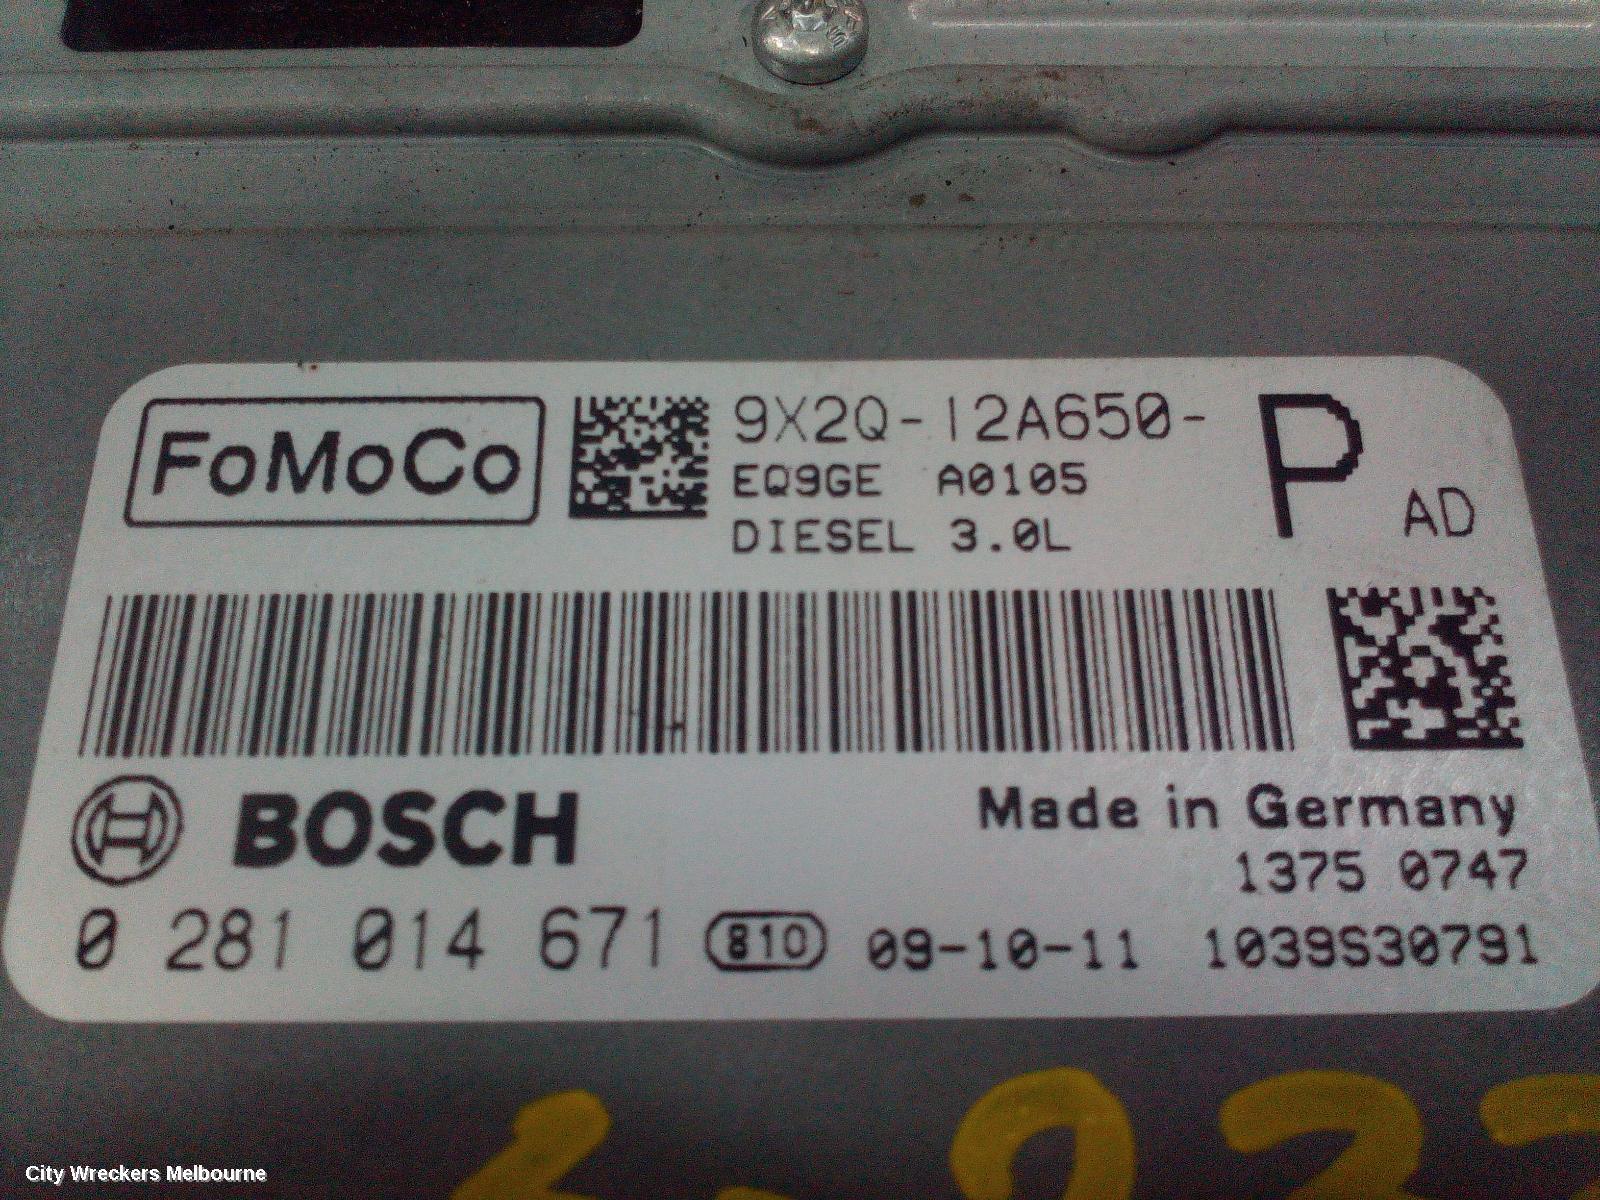 FoMoCo
9X2Q-12A650-
P
AD
EQ9GE A0105
DIESEL 3.0L
BOSCH
Made in Germany
1375 0747
0 281 014 671 810 09-10-11 1039S30791
City Wreckers Melbourne